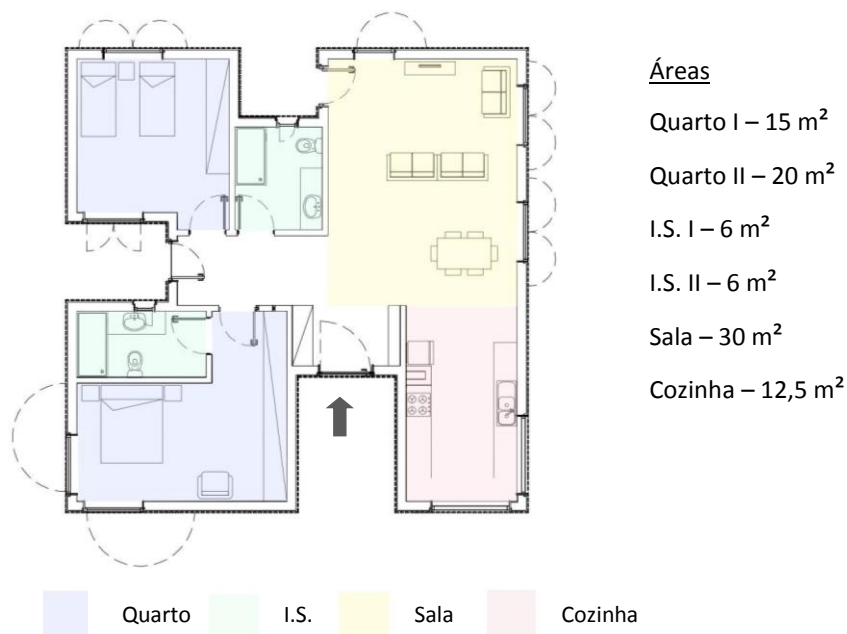 Áreas
Quarto I – 15 m²
Quarto II – 20 m²
I.S. I – 6 m²
I.S. II – 6 m²
Sala – 30 m²
Cozinha – 12,5 m²
Quarto I.S. Sala Cozinha